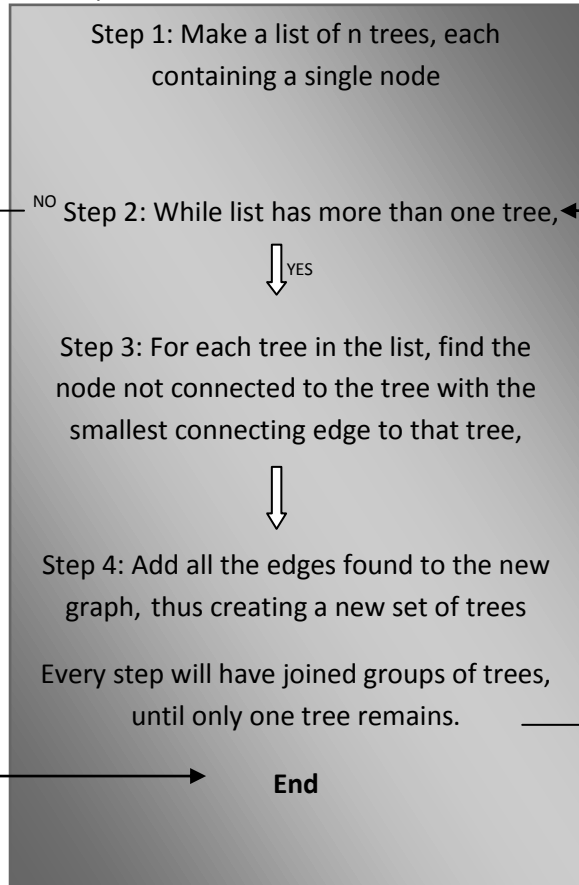 Step 1: Make a list of n trees, each
containing a single node
NO Step 2: While list has more than one tree,
YES
Step 3: For each tree in the list, find the
node not connected to the tree with the
smallest connecting edge to that tree,
Step 4: Add all the edges found to the new
graph, thus creating a new set of trees
Every step will have joined groups of trees,
until only one tree remains.
End